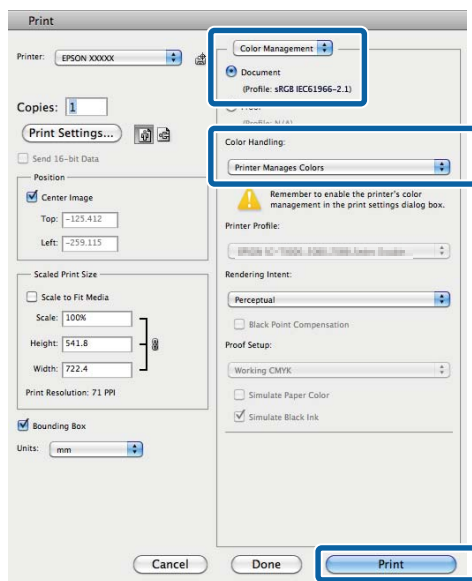 Print
Printer: EPSON XXXXX
Copies: 1
Print Settings...
Send 16-bit Data
Position
Center Image
Top: -125.412
Left: -259.115
Scaled Print Size
Scale to Fit Media
Scale: 100%
Height: 541.8
Width: 722.4
Print Resolution: 71 PPI
Bounding Box
Units: mm
Color Management
Document
(Profile: sRGB IEC61966-2.1)
Color Handling:
Printer Manages Colors
Remember to enable the printer's color
management in the print settings dialog box.
Printer Profile:
Rendering Intent:
Perceptual
Black Point Compensation
Proof Setup:
Working CMYK
Simulate Paper Color
Simulate Black Ink
Cancel
Done
Print